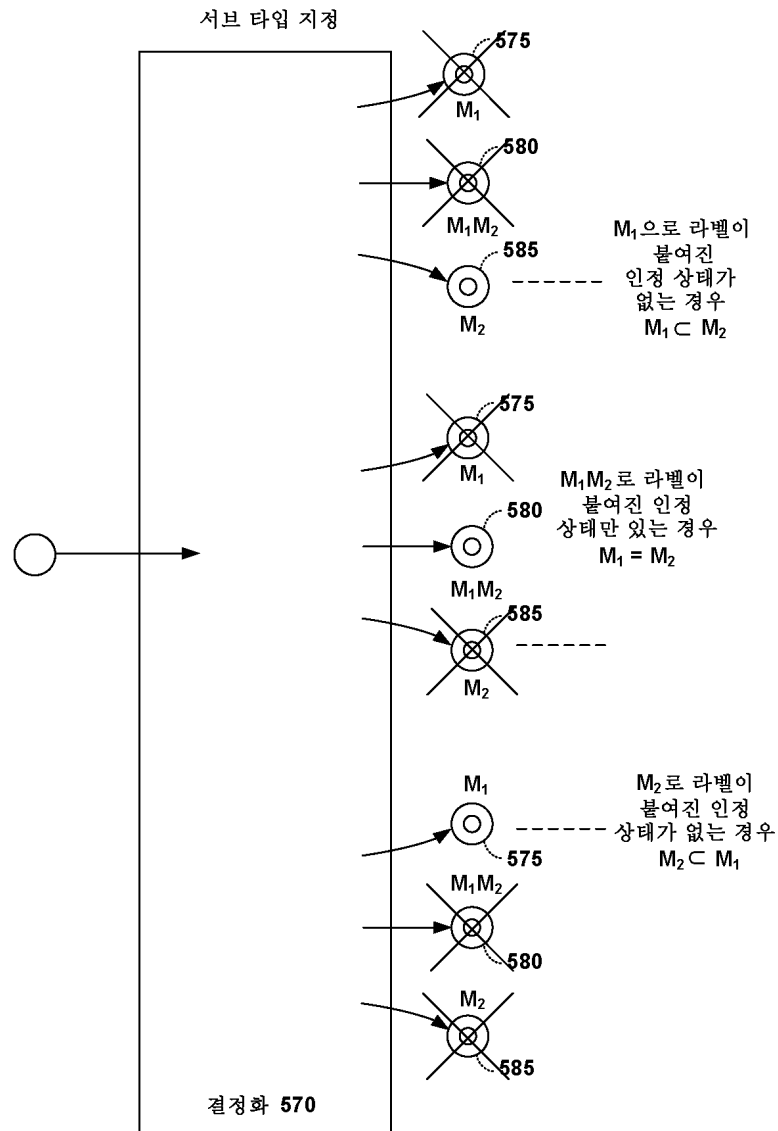 서브 타입 지정
575
M₁
580
M₁M₂
585
M₂
M₁으로 라벨이
붙여진
인정 상태가
없는 경우
M₁ ⊂ M₂
575
M₁
580
M₁M₂
M₁M₂로 라벨이
붙여진 인정
상태만 있는 경우
M₁ = M₂
585
M₂
M₁
575
M₂로 라벨이
붙여진 인정
상태가 없는 경우
M₂ ⊂ M₁
M₁M₂
580
M₂
585
결정화 570